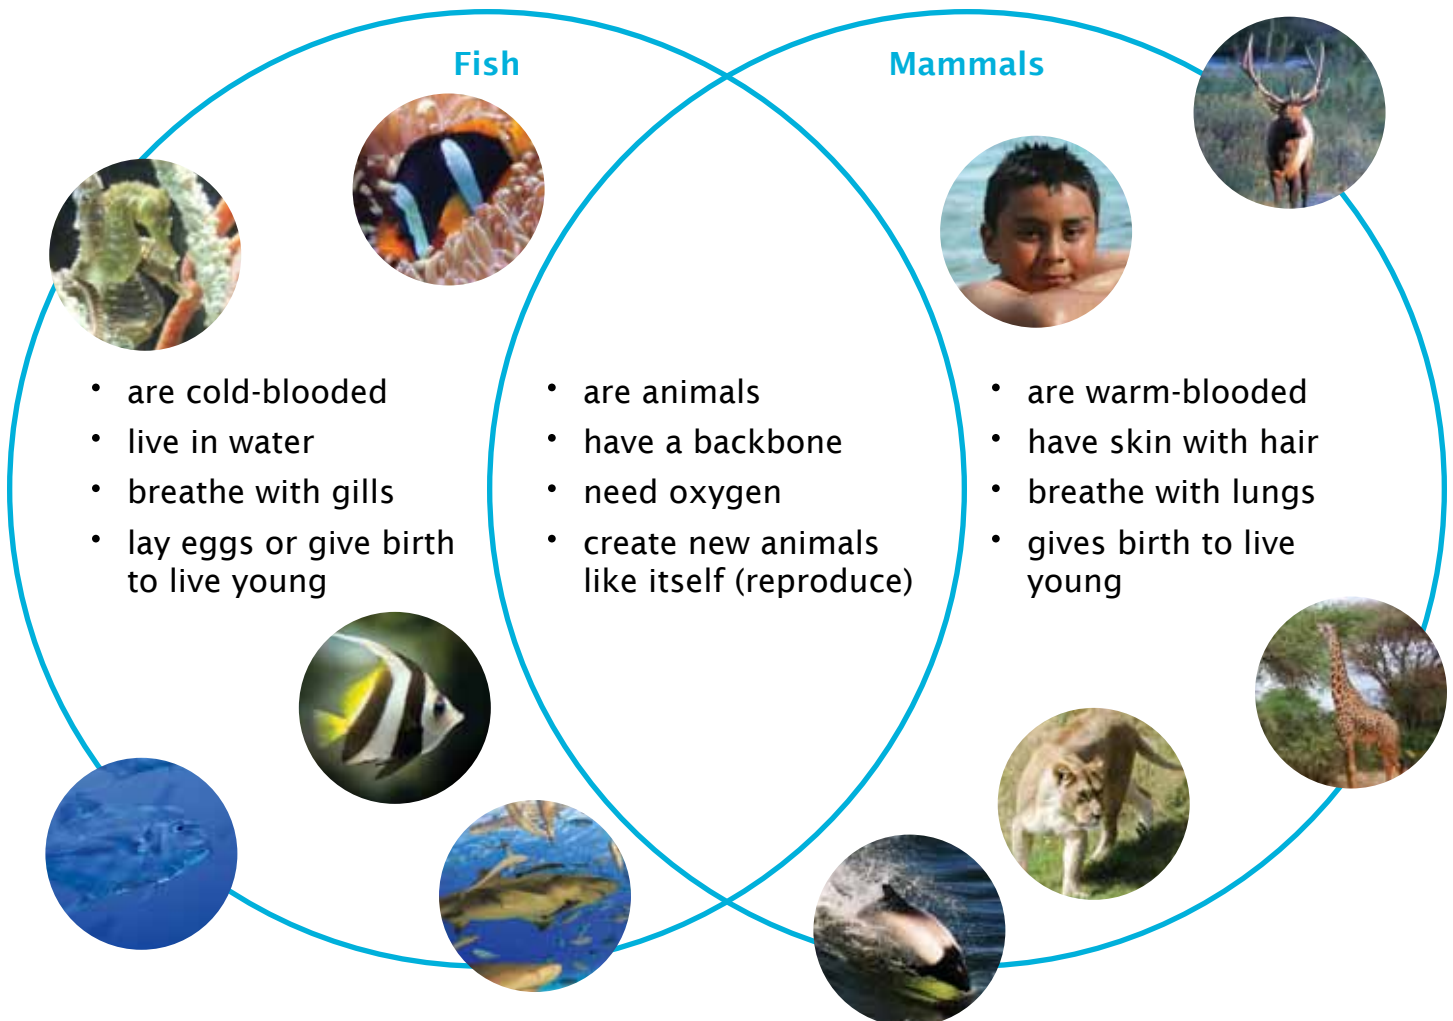 Fish
Mammals
• are cold-blooded
• live in water
• breathe with gills
• lay eggs or give birth
to live young
• are animals
• have a backbone
• need oxygen
• create new animals
like itself (reproduce)
• are warm-blooded
• have skin with hair
• breathe with lungs
• gives birth to live
young